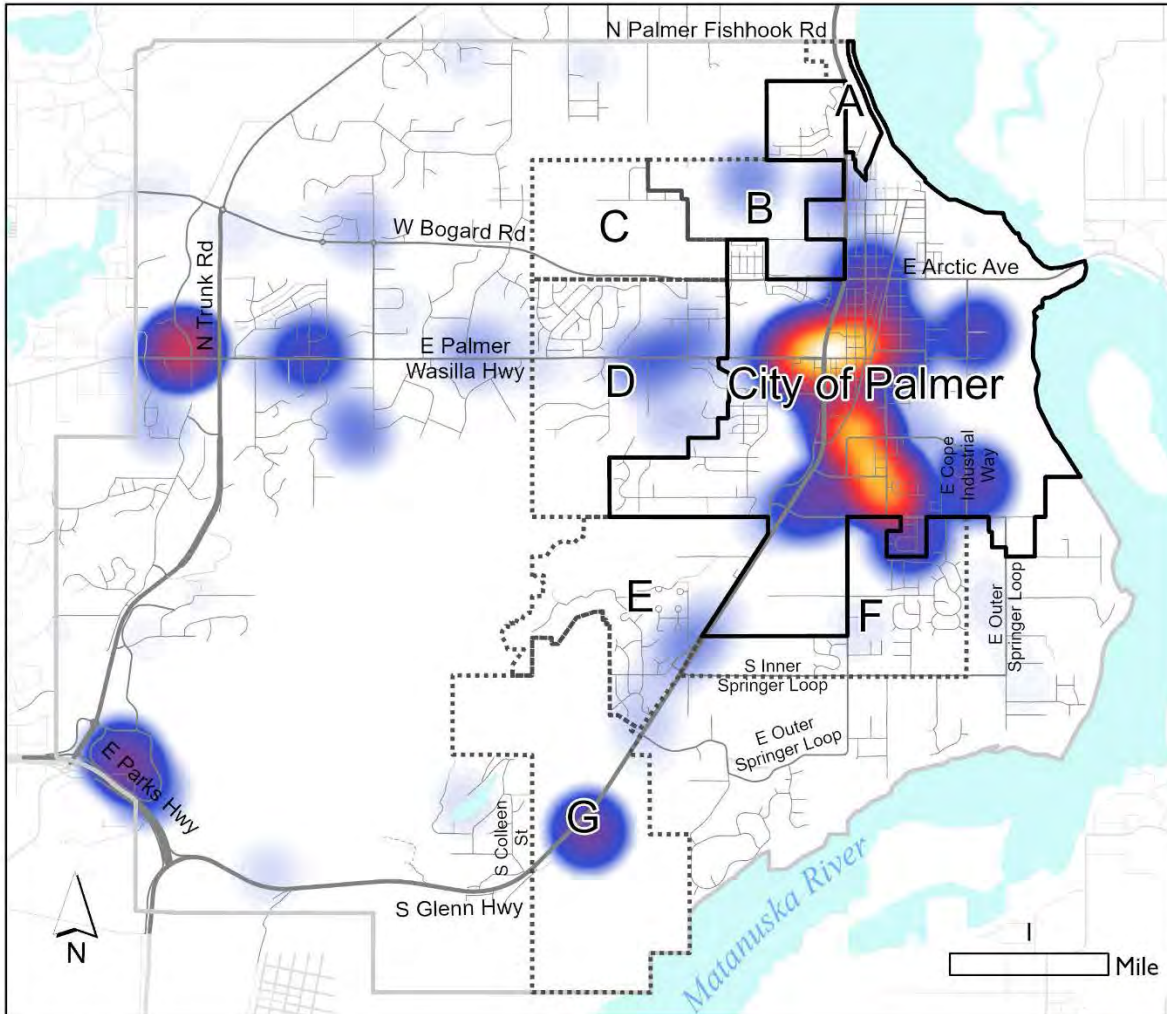 N Palmer Fishhook Rd
A
B
C
W Bogard Rd
N Trunk Rd
E Arctic Ave
E Palmer
Wasilla Hwy
D
City of Palmer
E Cope
Industrial
Way
E
F
E Outer
Springer Loop
S Inner
Springer Loop
E Outer
Springer Loop
E Parks Hwy
G
S Colleen
St
S Glenn Hwy
Matanuska River
N
1
Mile